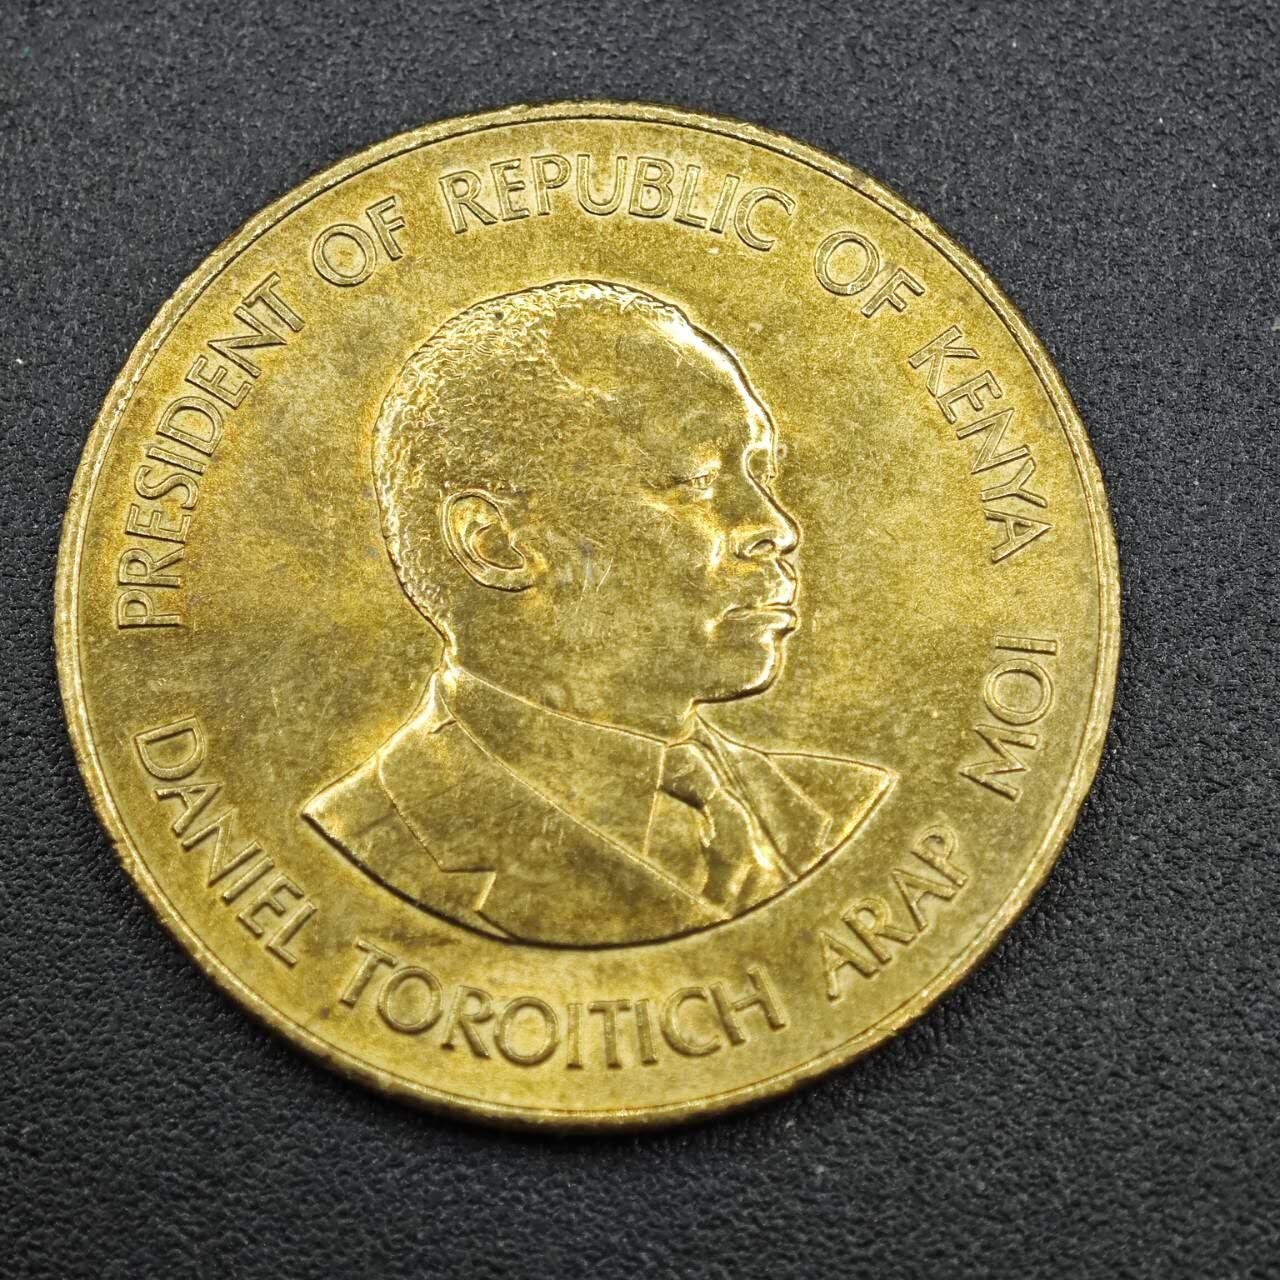 PRESIDENT OF REPUBLIC OF KENYA
DANIEL TOROITICH ARAP MOI